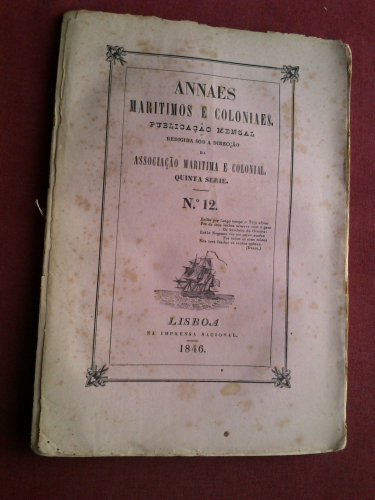 ANNAES
MARITIMOS E COLONIAES.
PUBLICAÇÃO MENSAL
REDIGIDA SOB A DIRECÇÃO
DA
ASSOCIAÇÃO MARITIMA E COLONIAL.
QUINTA SERIE.
N.º 12.
LISBOA
NA IMPRENSA NACIONAL.
1846.